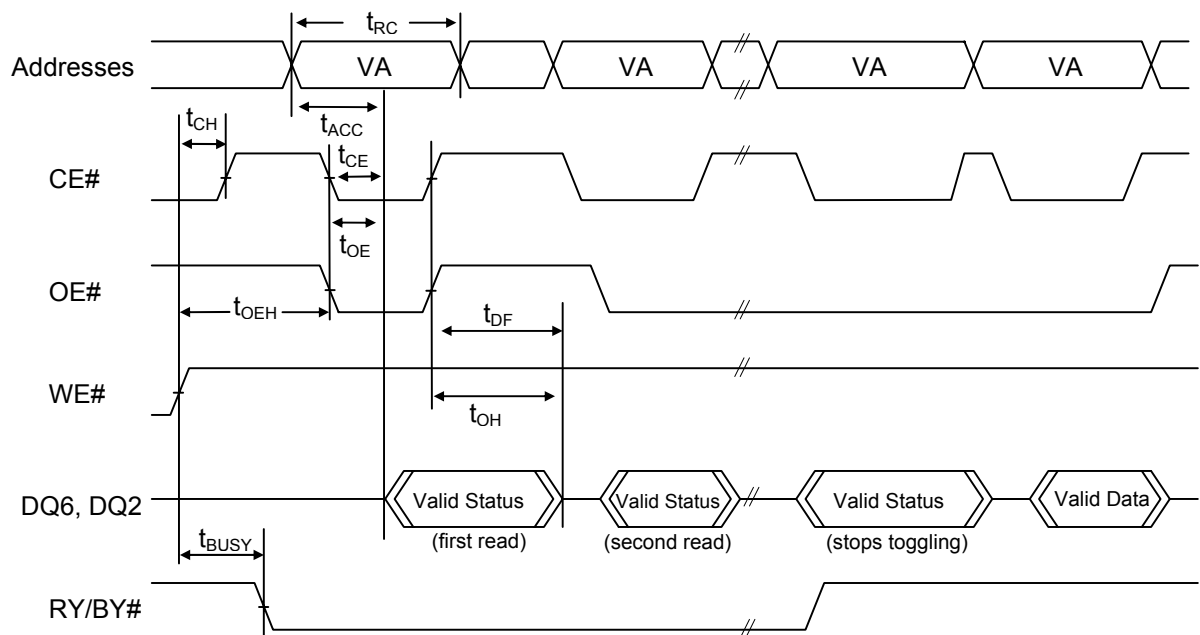 tRC
Addresses VA VA VA VA
tCH
tACC
tCE
CE#
tOE
OE#
tOEH
tDF
WE#
tOH
DQ6, DQ2 Valid Status Valid Status Valid Status Valid Data
(first read) (second read) (stops toggling)
tBUSY
RY/BY#